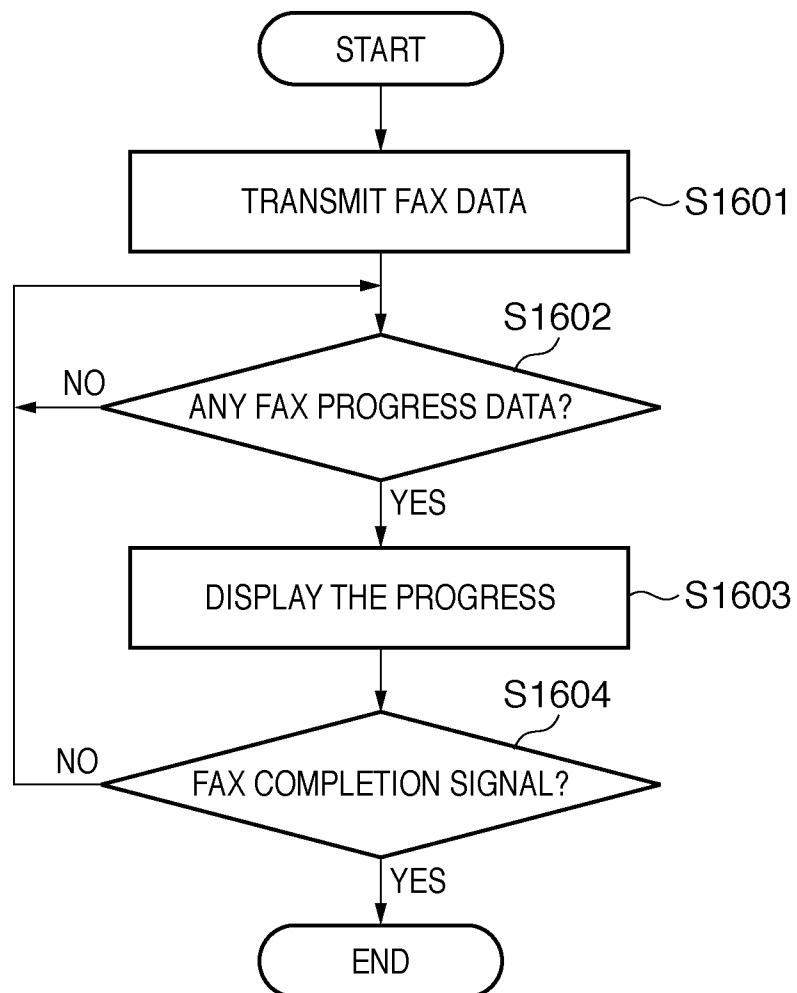 START
TRANSMIT FAX DATA
S1601
S1602
NO
ANY FAX PROGRESS DATA?
YES
DISPLAY THE PROGRESS
S1603
S1604
NO
FAX COMPLETION SIGNAL?
YES
END